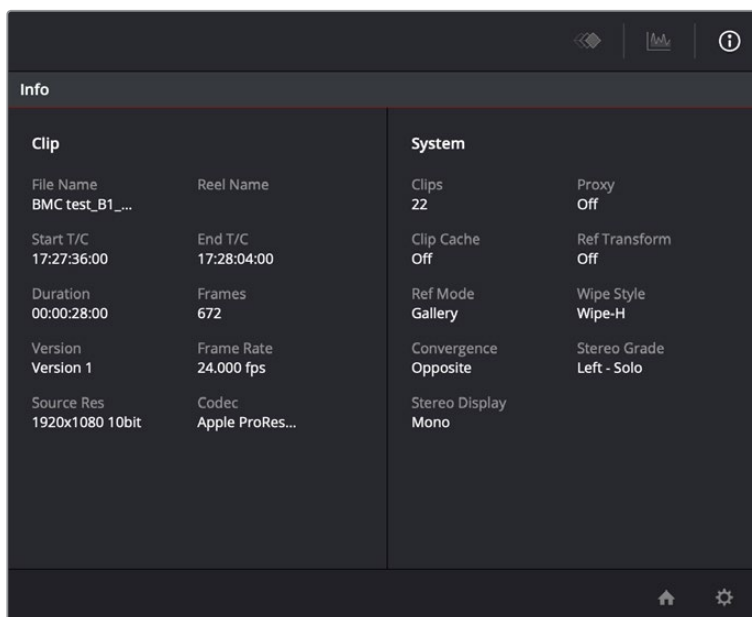 Info
Clip
File Name
BMC test_B1_...
Reel Name
Start T/C
17:27:36:00
End T/C
17:28:04:00
Duration
00:00:28:00
Frames
672
Version
Version 1
Frame Rate
24.000 fps
Source Res
1920x1080 10bit
Codec
Apple ProRes...
System
Clips
22
Proxy
Off
Clip Cache
Off
Ref Transform
Off
Ref Mode
Gallery
Wipe Style
Wipe-H
Convergence
Opposite
Stereo Grade
Left - Solo
Stereo Display
Mono